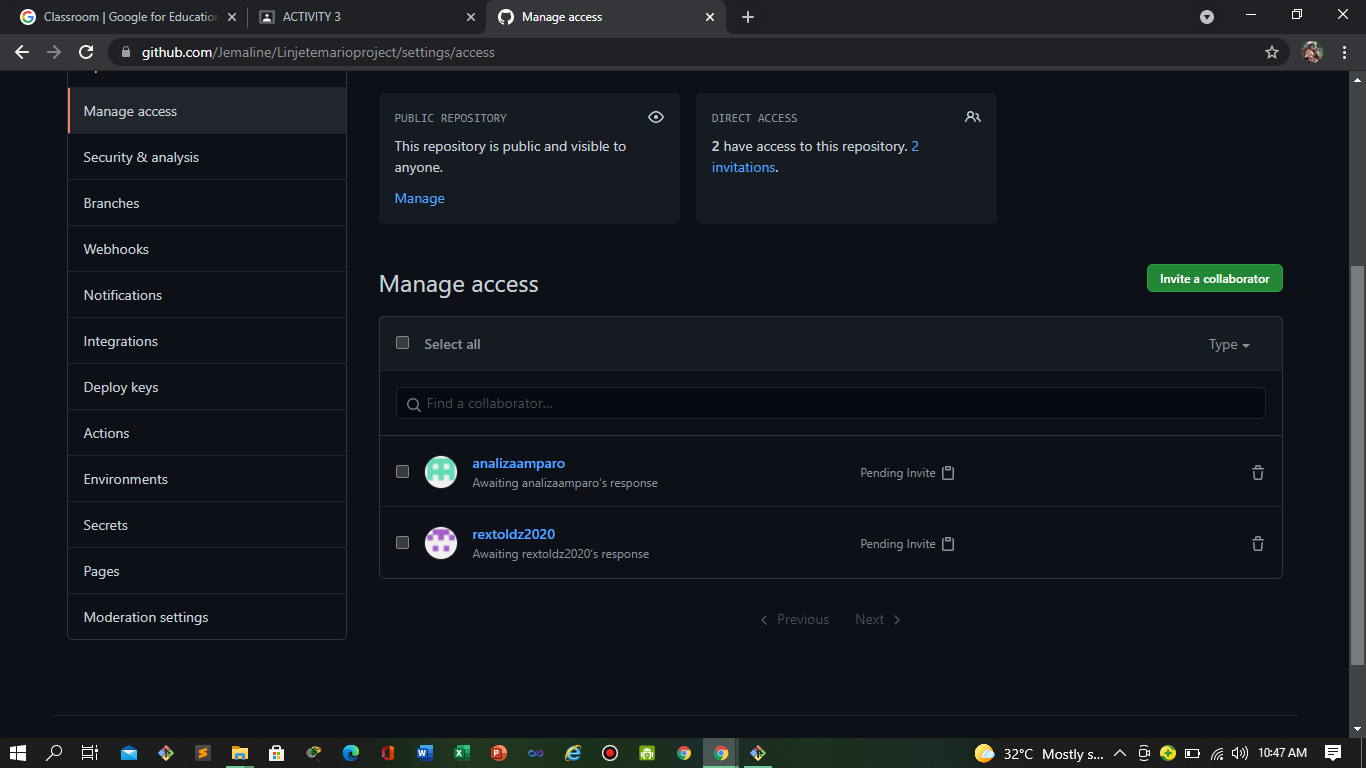 Classroom | Google for Education
ACTIVITY 3
Manage access
github.com/Jemaline/Linjetemarioproject/settings/access
Manage access
Security & analysis
Branches
Webhooks
Notifications
Integrations
Deploy keys
Actions
Environments
Secrets
Pages
Moderation settings
PUBLIC REPOSITORY
This repository is public and visible to
anyone.
Manage
DIRECT ACCESS
2 have access to this repository. 2
invitations.
Manage access
Invite a collaborator
Select all
Type
Find a collaborator...
analizaamparo
Awaiting analizaamparo's response
Pending Invite
rextoldz2020
Awaiting rextoldz2020's response
Pending Invite
Previous
Next
32°C Mostly s...
10:47 AM